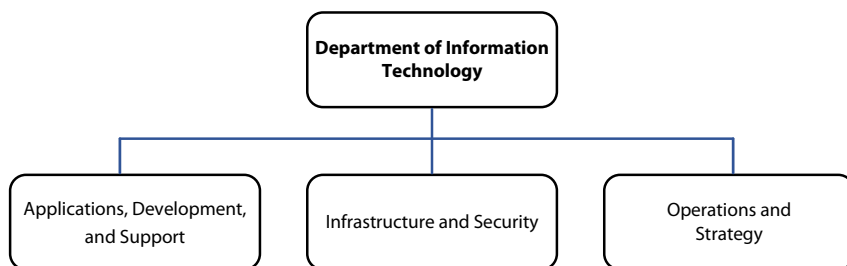 Department of Information
Technology
Applications, Development,
and Support
Infrastructure and Security
Operations and
Strategy